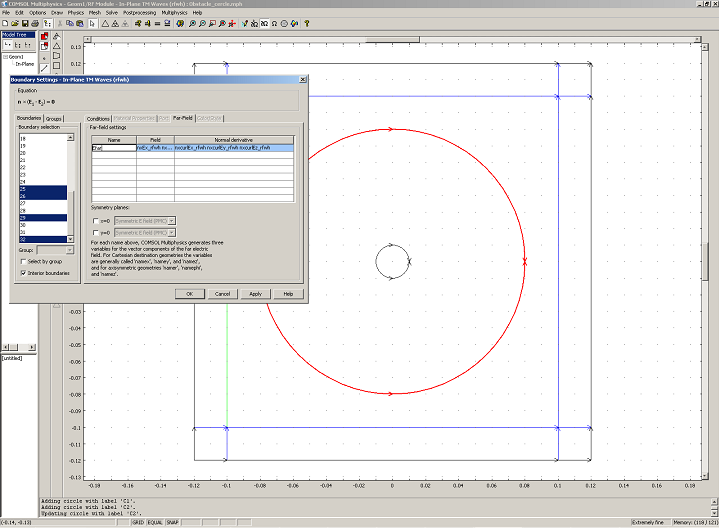 COMSOL Multiphysics - Geom1/RF Module - In-Plane TM Waves (rfwh) : Obstacle_cercle.mph
File Edit Options Draw Physics Mesh Solve Postprocessing Multiphysics Help
Model Tree
Geom1
In-Plane
Boundary Settings - In-Plane TM Waves (rfwh)
Equation
n × (E1 - E2) = 0
Boundaries Groups
Conditions Material Properties Port Far-Field Color/Style
Boundary selection
18
19
20
21
22
23
24
25
26
27
28
29
30
31
32
Group:
Select by group
Interior boundaries
Far-field settings
Name Field Normal derivative
Efar nxEx_rfwh nx... nxcurlEx_rfwh nxcurlEy_rfwh nxcurlEz_rfwh
Symmetry planes:
x=0 Symmetric E field (PMC)
y=0 Symmetric E field (PMC)
For each name above, COMSOL Multiphysics generates three
variables for the vector components of the far electric
field. For Cartesian destination geometries the variables
are generally called 'namex', 'namey', and 'namez',
and for axisymmetric geometries 'namer', 'namephi',
and 'namez'.
OK Cancel Apply Help
0.13
0.12
-0.03
-0.04
-0.05
-0.06
-0.07
-0.08
-0.09
-0.1
-0.11
-0.12
-0.13
-0.18 -0.16 -0.14 -0.12 -0.1 -0.08 -0.06 -0.04 -0.02 0 0.02 0.04 0.06 0.08 0.1 0.12 0.14 0.16 0.18
[untitled]
Adding circle with label 'C1'.
Adding circle with label 'C2'.
Updating circle with label 'C2'.
(-0.14, -0.13) GRID EQUAL SNAP Extremely fine Memory: (118 / 121)